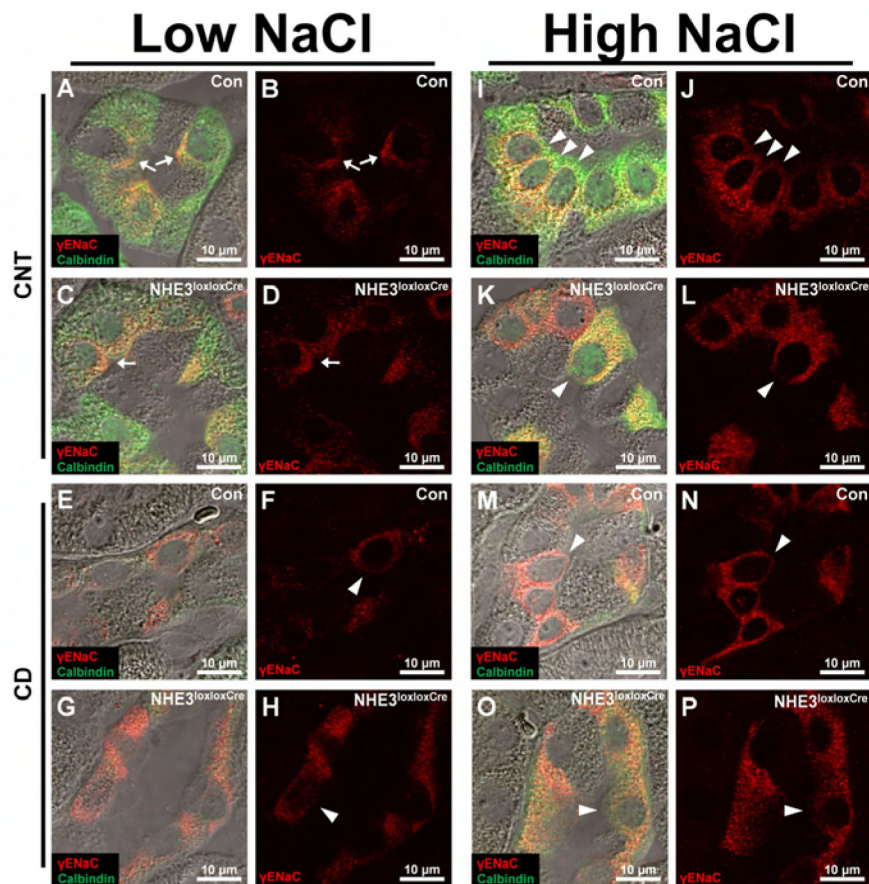 Low NaCl
High NaCl
CNT
A
Con
γENaC
Calbindin
10 µm
B
Con
γENaC
10 µm
I
Con
γENaC
Calbindin
10 µm
J
Con
γENaC
10 µm
C
NHE3loxloxCre
γENaC
Calbindin
10 µm
D
NHE3loxloxCre
γENaC
10 µm
K
NHE3loxloxCre
γENaC
Calbindin
10 µm
L
NHE3loxloxCre
γENaC
10 µm
CD
E
Con
γENaC
Calbindin
10 µm
F
Con
γENaC
10 µm
M
Con
γENaC
Calbindin
10 µm
N
Con
γENaC
10 µm
G
NHE3loxloxCre
γENaC
Calbindin
10 µm
H
NHE3loxloxCre
γENaC
10 µm
O
NHE3loxloxCre
γENaC
Calbindin
10 µm
P
NHE3loxloxCre
γENaC
10 µm